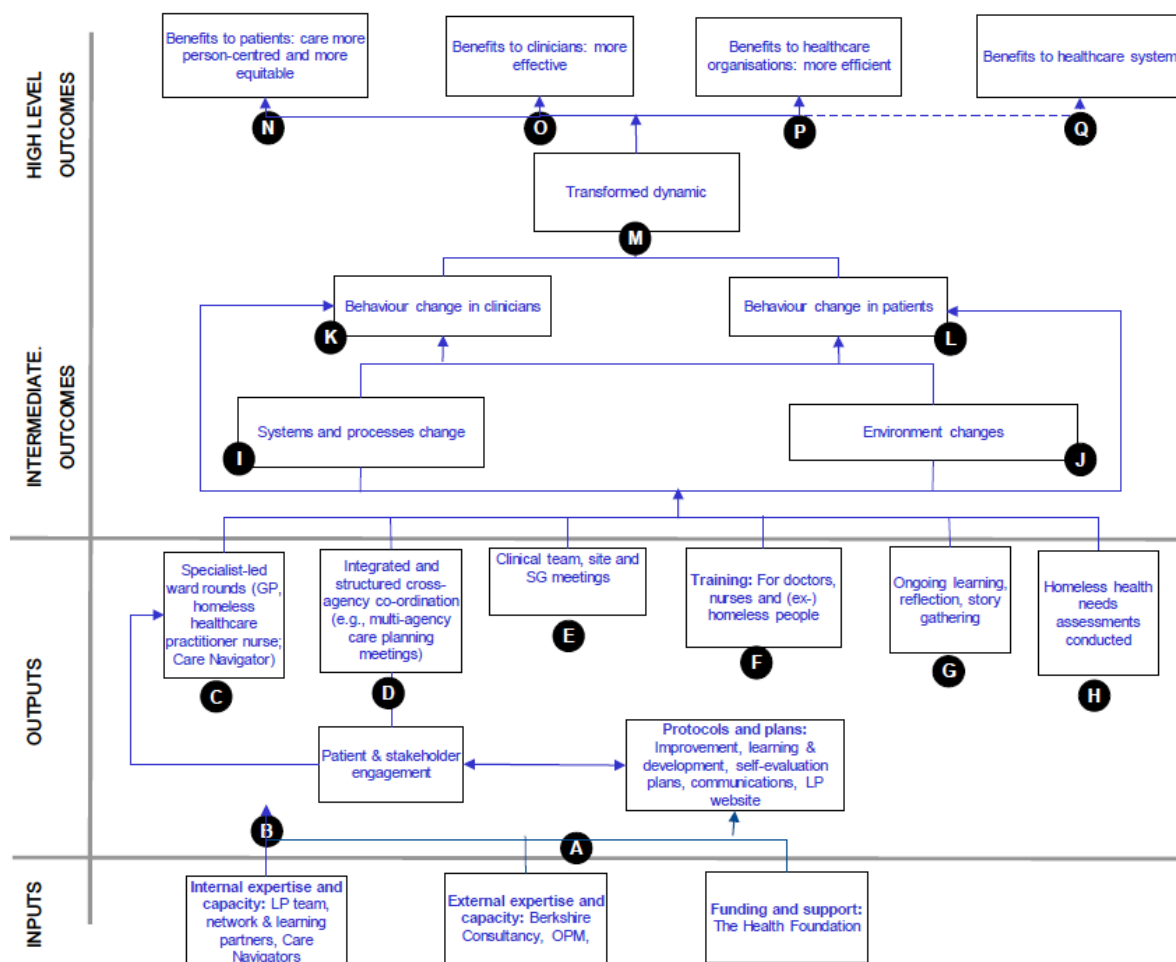 HIGH LEVEL
OUTCOMES
Benefits to patients: care more
person-centred and more
equitable
Benefits to clinicians: more
effective
Benefits to healthcare
organisations: more efficient
Benefits to healthcare system
N
O
P
Q
Transformed dynamic
M
INTERMEDIATE.
OUTCOMES
Behaviour change in clinicians
K
Behaviour change in patients
L
Systems and processes change
I
Environment changes
J
OUTPUTS
Specialist-led
ward rounds (GP,
homeless
healthcare
practitioner nurse;
Care Navigator)
C
Integrated and
structured cross-
agency co-ordination
(e.g., multi-agency
care planning
meetings)
D
Clinical team, site and
SG meetings
E
Training: For doctors,
nurses and (ex-)
homeless people
F
Ongoing learning,
reflection, story
gathering
G
Homeless health
needs
assessments
conducted
H
Patient & stakeholder
engagement
Protocols and plans:
Improvement, learning &
development, self-evaluation
plans, communications, LP
website
B
A
INPUTS
Internal expertise and
capacity: LP team,
network & learning
partners, Care
Navigators
External expertise and
capacity: Berkshire
Consultancy, OPM,
Funding and support:
The Health Foundation